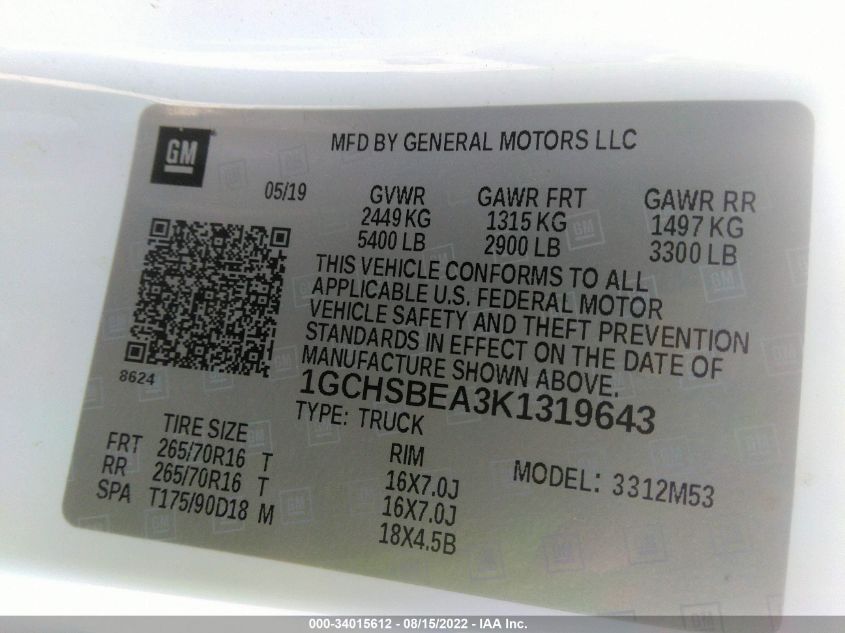 GM
MFD BY GENERAL MOTORS LLC
05/19 GVWR GAWR FRT GAWR RR
2449 KG 1315 KG 1497 KG
5400 LB 2900 LB 3300 LB
THIS VEHICLE CONFORMS TO ALL
APPLICABLE U.S. FEDERAL MOTOR
VEHICLE SAFETY AND THEFT PREVENTION
STANDARDS IN EFFECT ON THE DATE OF
MANUFACTURE SHOWN ABOVE.
8624
1GCHSBEA3K1319643
TYPE: TRUCK
TIRE SIZE RIM MODEL: 3312M53
FRT 265/70R16 T 16X7.0J
RR 265/70R16 T 16X7.0J
SPA T175/90D18 M 18X4.5B
000-34015612 - 08/15/2022 - IAA Inc.